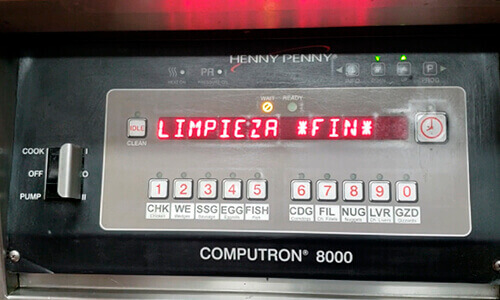 HENNY PENNY®
PA
P
WAIT READY
IDLE
LIMPIEZA *FIN*
CLEAN
COOK
OFF
PUMP
1 2 3 4 5 6 7 8 9 0
CHK WE SSG EGG FISH CDG FIL NUG LVR GZD
COMPUTRON® 8000